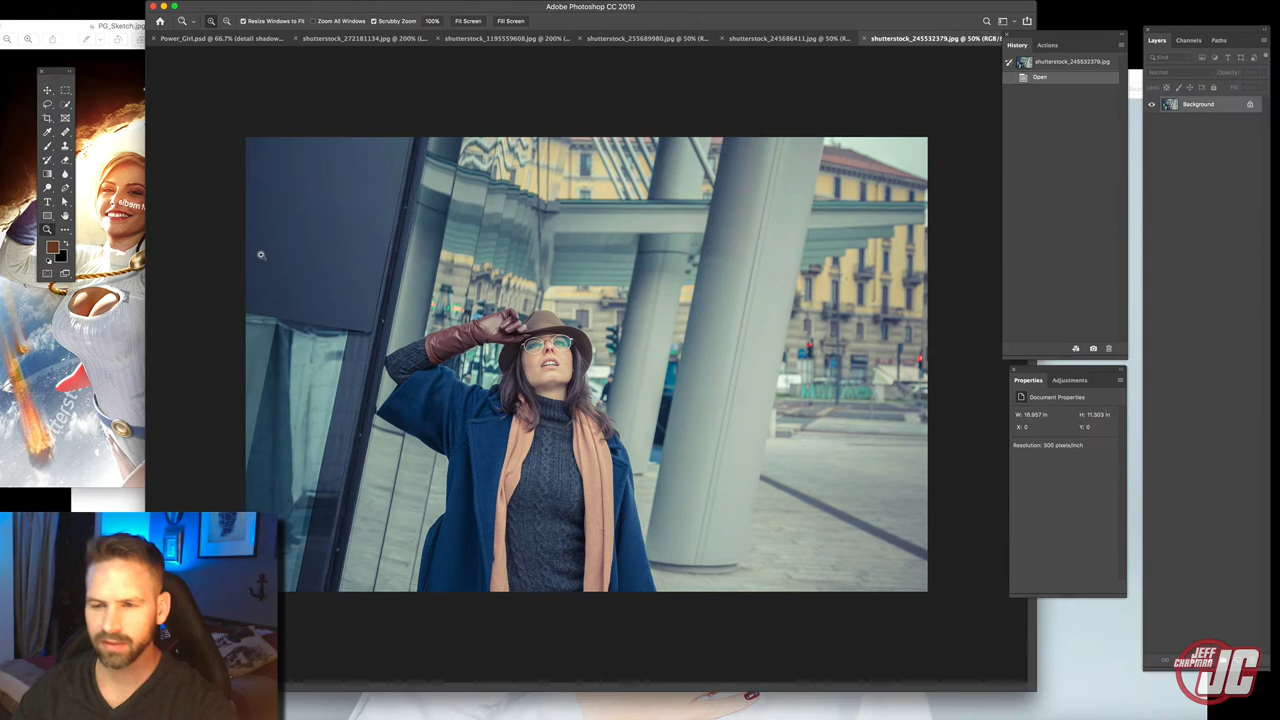 Adobe Photoshop CC 2019
PG_Sketch.jpg
Resize Windows to Fit
Zoom All Windows
Scrubby Zoom
100%
Fit Screen
Fill Screen
Power_Girl.psd @ 66.7% (detail shadow...
shutterstock_272181134.jpg @ 200% (L...
shutterstock_1195559608.jpg @ 200% (...
shutterstock_255689980.jpg @ 50% (R...
shutterstock_245686411.jpg @ 50% (R...
shutterstock_245532379.jpg @ 50% (RGB/
History
Actions
shutterstock_245532379.jpg
Open
Layers
Channels
Paths
Kind
Normal
Opacity:
Lock:
Fill:
Background
Properties
Adjustments
Document Properties
W: 16.957 in
H: 11.303 in
X: 0
Y: 0
Resolution: 300 pixels/inch
JEFF
CHAPMAN
JC